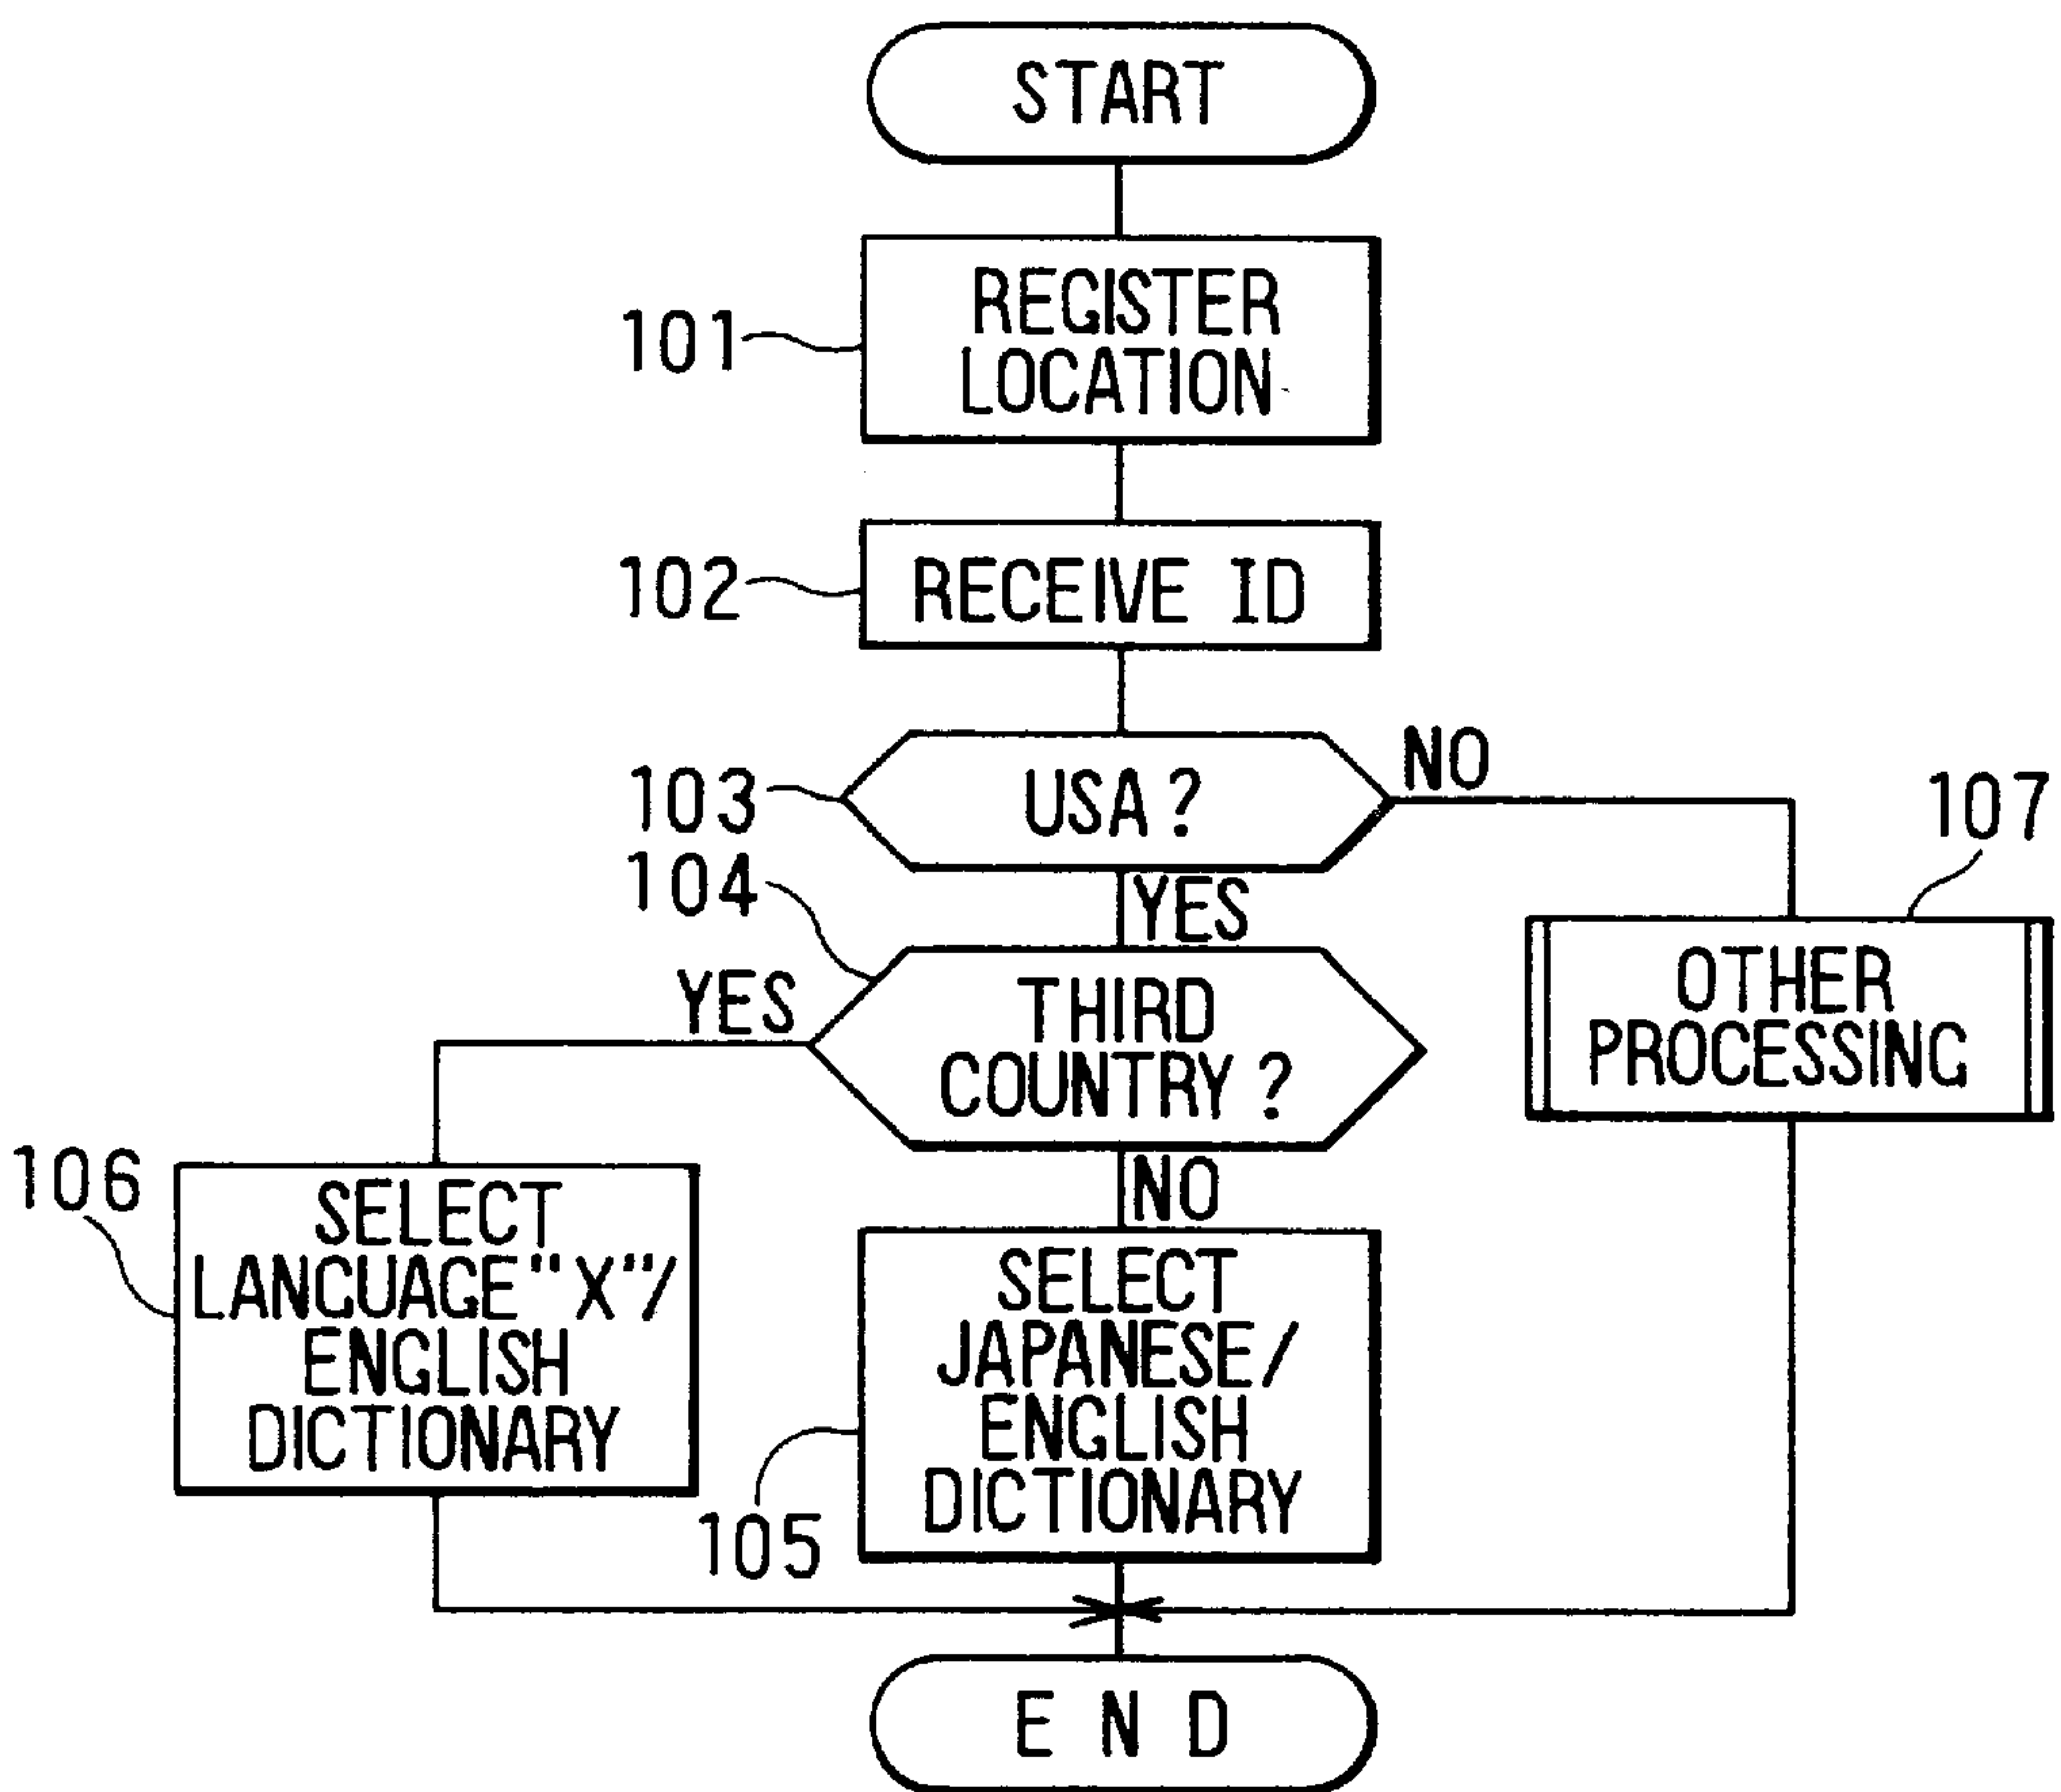 START
101
REGISTER
LOCATION
102
RECEIVE ID
103
USA?
NO
107
104
YES
YES
THIRD
COUNTRY?
OTHER
PROCESSING
NO
106
SELECT
LANGUAGE"X"/
ENGLISH
DICTIONARY
105
SELECT
JAPANESE/
ENGLISH
DICTIONARY
END